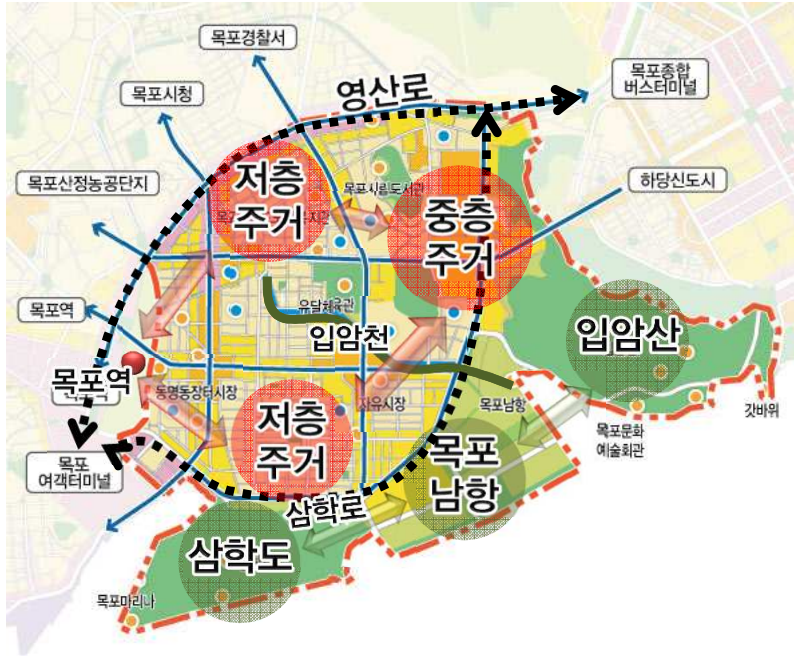 목포경찰서
영산로
목포종합
버스터미널
목포시청
목포산정농공단지
저층
주거
목포시립도서관
중층
주거
하당신도시
목포역
유달체육관
입암천
입암산
목포역
동명동장터시장
저층
주거
자유시장
목포남항
갓바위
목포문화
예술회관
목포
여객터미널
목포
남항
삼학로
삼학도
목포마리나